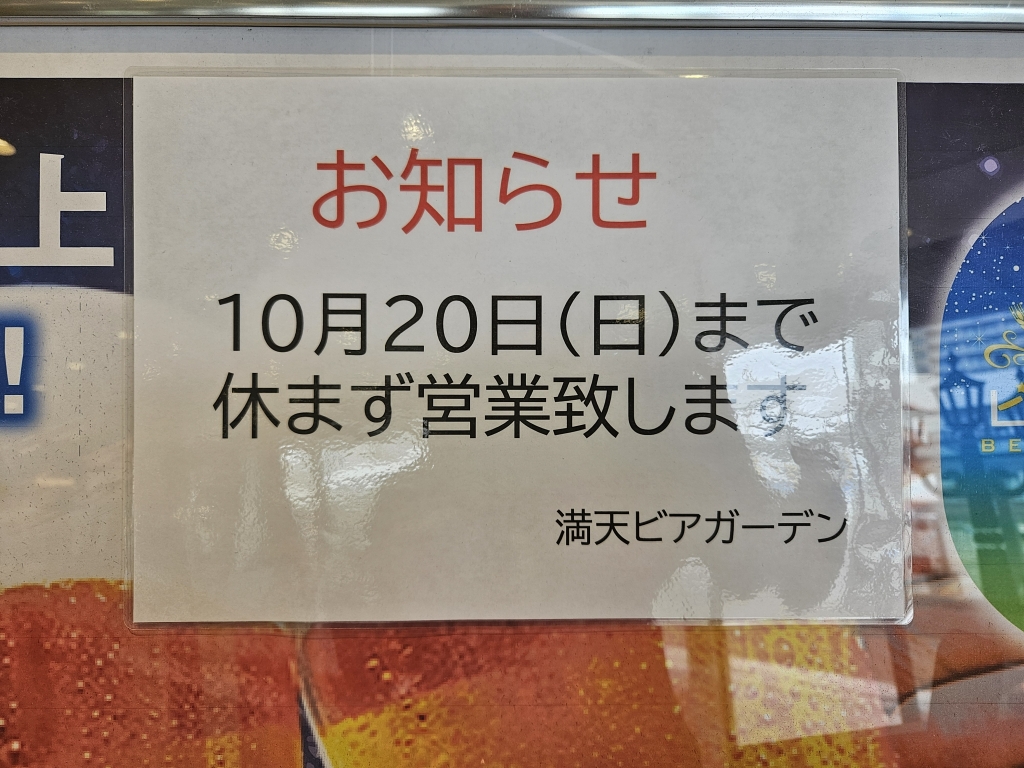 お知らせ
10月20日(日)まで
休まず営業致します
満天ビアガーデン
上
!
BE